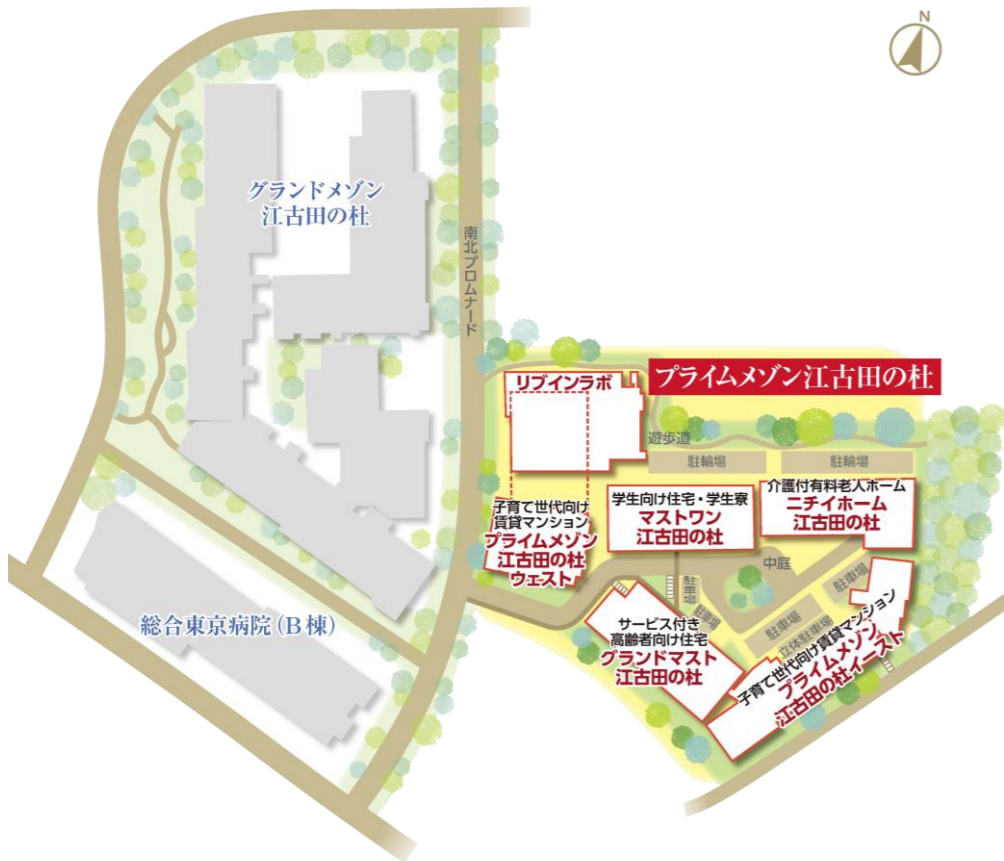 N
グランドメゾン
江古田の杜
南北プロムナード
プライムメゾン江古田の杜
リブインラボ
遊歩道
駐輪場
駐輪場
子育て世代向け
賃貸マンション
プライムメゾン
江古田の杜
ウェスト
学生向け住宅・学生寮
マストワン
江古田の杜
介護付有料老人ホーム
ニチイホーム
江古田の杜
中庭
駐車場
駐車場
駐車場
駐車場
立体駐車場
サービス付き
高齢者向け住宅
グランドマスト
江古田の杜
子育て世代向け賃貸マンション
プライムメゾン
江古田の杜イースト
総合東京病院（B棟）